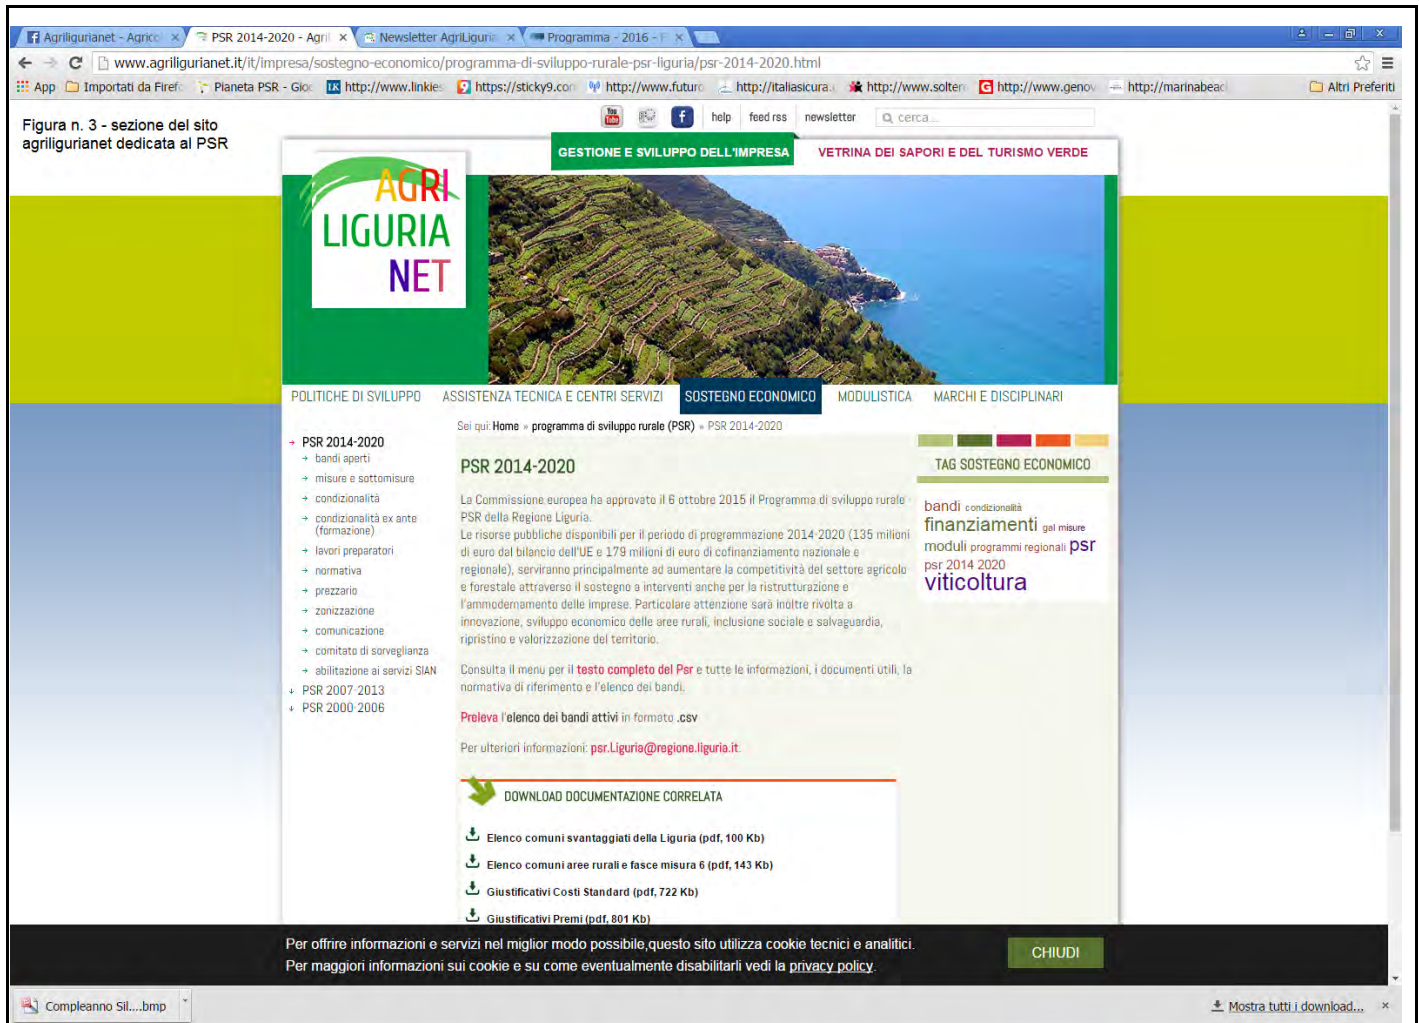 Agriligurianet - Agrico
PSR 2014-2020 - Agri
Newsletter AgriLiguria
Programma - 2016 - F
www.agriligurianet.it/it/impresa/sostegno-economico/programma-di-sviluppo-rurale-psr-liguria/psr-2014-2020.html
App Importati da Firefo Pianeta PSR - Gioc http://www.linkies https://sticky9.com http://www.futuro http://italiasicura.g http://www.soltern http://www.genov http://marinabeac Altri Preferiti
Figura n. 3 - sezione del sito
agriligurianet dedicata al PSR
You Tube
f
help feed rss newsletter cerca...
GESTIONE E SVILUPPO DELL'IMPRESA
VETRINA DEI SAPORI E DEL TURISMO VERDE
AGRI
LIGURIA
NET
POLITICHE DI SVILUPPO ASSISTENZA TECNICA E CENTRI SERVIZI SOSTEGNO ECONOMICO MODULISTICA MARCHI E DISCIPLINARI
PSR 2014-2020
bandi aperti
misure e sottomisure
condizionalità
condizionalità ex ante
(formazione)
lavori preparatori
normativa
prezzario
zonizzazione
comunicazione
comitato di sorveglianza
abilitazione ai servizi SIAN
PSR 2007-2013
PSR 2000-2006
Sei qui: Home » programma di sviluppo rurale (PSR) » PSR 2014-2020
PSR 2014-2020
La Commissione europea ha approvato il 6 ottobre 2015 il Programma di sviluppo rurale -
PSR della Regione Liguria.
Le risorse pubbliche disponibili per il periodo di programmazione 2014-2020 (135 milioni
di euro dal bilancio dell'UE e 179 milioni di euro di cofinanziamento nazionale e
regionale), serviranno principalmente ad aumentare la competitività del settore agricolo
e forestale attraverso il sostegno a interventi anche per la ristrutturazione e
l'ammodernamento delle imprese. Particolare attenzione sarà inoltre rivolta a
innovazione, sviluppo economico delle aree rurali, inclusione sociale e salvaguardia,
ripristino e valorizzazione del territorio.
Consulta il menu per il testo completo del Psr e tutte le informazioni, i documenti utili, la
normativa di riferimento e l'elenco dei bandi.
Preleva l'elenco dei bandi attivi in formato .csv
Per ulteriori informazioni: psr.Liguria@regione.liguria.it.
DOWNLOAD DOCUMENTAZIONE CORRELATA
Elenco comuni svantaggiati della Liguria (pdf, 100 Kb)
Elenco comuni aree rurali e fasce misura 6 (pdf, 143 Kb)
Giustificativi Costi Standard (pdf, 722 Kb)
Giustificativi Premi (pdf, 801 Kb)
TAG SOSTEGNO ECONOMICO
bandi condizionalità
finanziamenti gal misure
moduli programmi regionali psr
psr 2014 2020
viticoltura
Per offrire informazioni e servizi nel miglior modo possibile,questo sito utilizza cookie tecnici e analitici.
Per maggiori informazioni sui cookie e su come eventualmente disabilitarli vedi la privacy policy.
CHIUDI
Compleanno Sil....bmp
Mostra tutti i download...